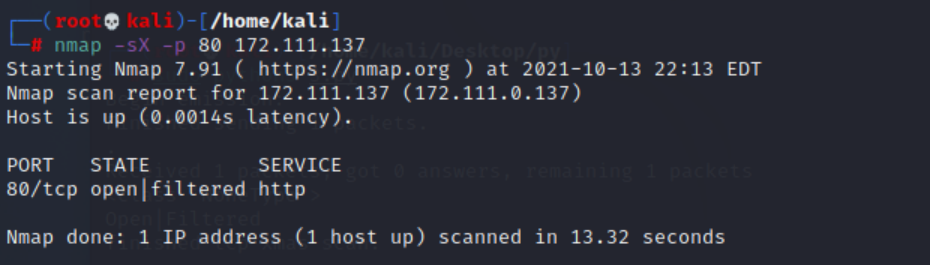 ┌──(root💀kali)-[/home/kali]
└─# nmap -sX -p 80 172.111.137
Starting Nmap 7.91 ( https://nmap.org ) at 2021-10-13 22:13 EDT
Nmap scan report for 172.111.137 (172.111.0.137)
Host is up (0.0014s latency).
PORT   STATE         SERVICE
80/tcp open|filtered http
Nmap done: 1 IP address (1 host up) scanned in 13.32 seconds